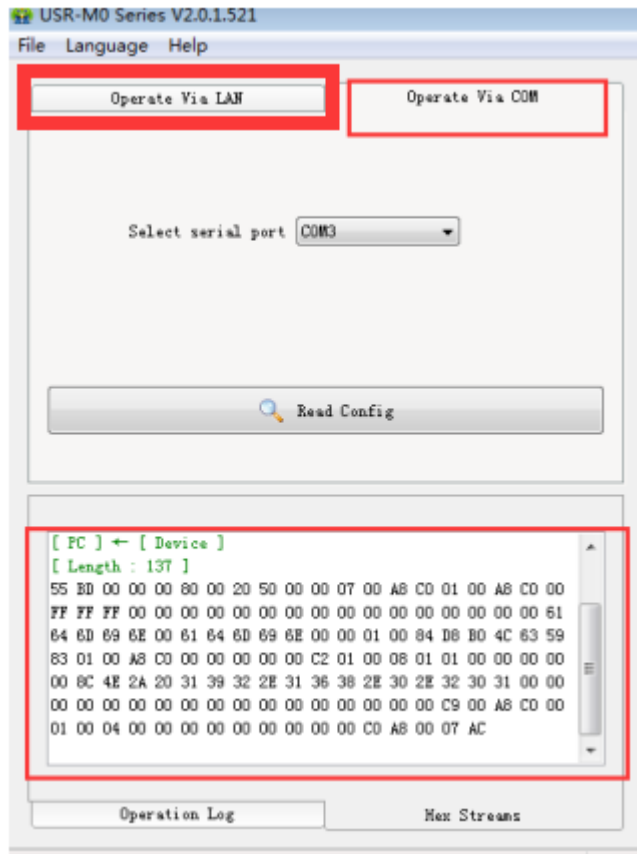 USR-M0 Series V2.0.1.521
File Language Help
Operate Via LAN
Operate Via COM
Select serial port COM3
Read Config
[ PC ] ← [ Device ]
[ Length : 137 ]
55 BD 00 00 00 80 00 20 50 00 00 07 00 A8 C0 01 00 A8 C0 00
FF FF FF 00 00 00 00 00 00 00 00 00 00 00 00 00 00 00 00 61
64 6D 69 6E 00 61 64 6D 69 6E 00 00 01 00 84 D8 B0 4C 63 59
83 01 00 A8 C0 00 00 00 00 00 C2 01 00 08 01 01 00 00 00 00
00 8C 4E 2A 20 31 39 32 2E 31 36 38 2E 30 2E 32 30 31 00 00
00 00 00 00 00 00 00 00 00 00 00 00 00 00 00 C9 00 A8 C0 00
01 00 04 00 00 00 00 00 00 00 00 00 C0 A8 00 07 AC
Operation Log
Hex Streams